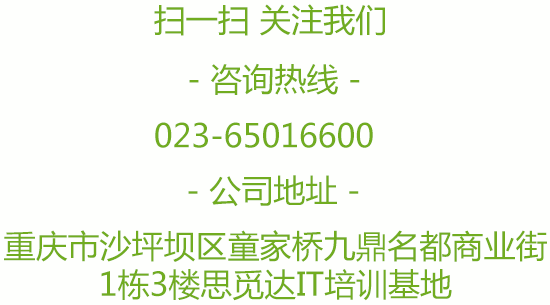 扫一扫 关注我们
- 咨询热线 -
023-65016600
- 公司地址 -
重庆市沙坪坝区童家桥九鼎名都商业街
1栋3楼思觅达IT培训基地